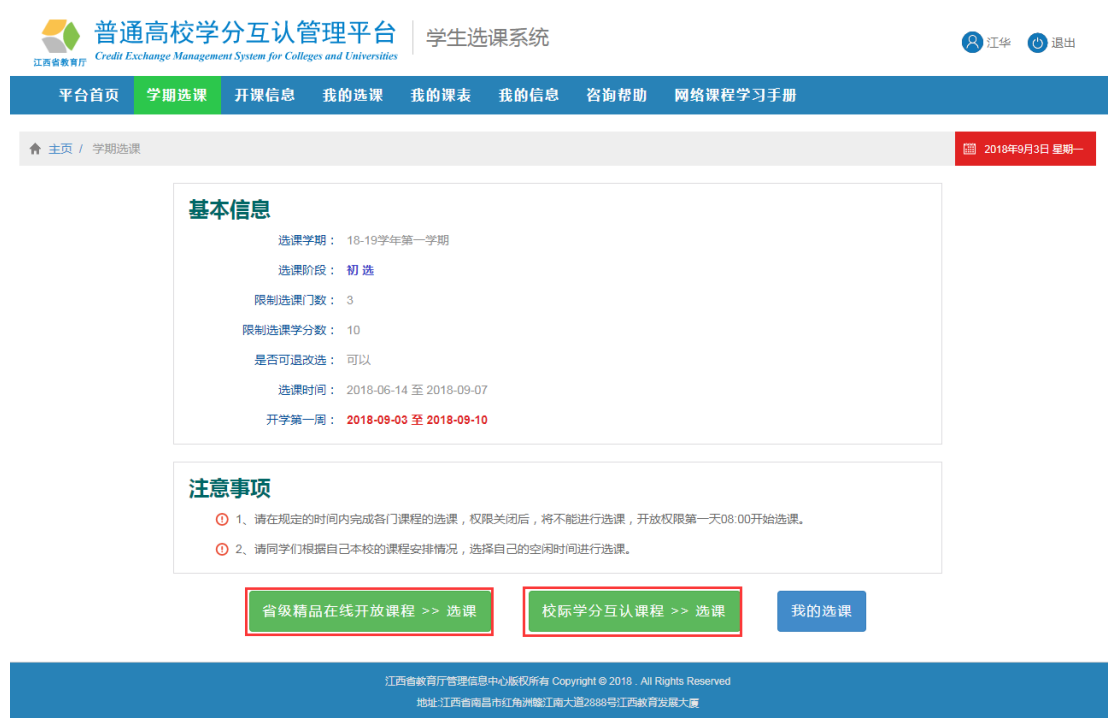 普通高校学分互认管理平台
学生选课系统
江西省教育厅
Credit Exchange Management System for Colleges and Universities
江华
退出
平台首页 学期选课 开课信息 我的选课 我的课表 我的信息 咨询帮助 网络课程学习手册
主页 / 学期选课
2018年9月3日 星期一
基本信息
选课学期： 18-19学年第一学期
选课阶段： 初 选
限制选课门数： 3
限制选课学分数： 10
是否可退改选： 可以
选课时间： 2018-06-14 至 2018-09-07
开学第一周： 2018-09-03 至 2018-09-10
注意事项
1、请在规定的时间内完成各门课程的选课，权限关闭后，将不能进行选课，开放权限第一天08:00开始选课。
2、请同学们根据自己本校的课程安排情况，选择自己的空闲时间进行选课。
省级精品在线开放课程 >> 选课
校际学分互认课程 >> 选课
我的选课
江西省教育厅管理信息中心版权所有 Copyright © 2018 . All Rights Reserved
地址:江西省南昌市红角洲赣江南大道2888号江西教育发展大厦